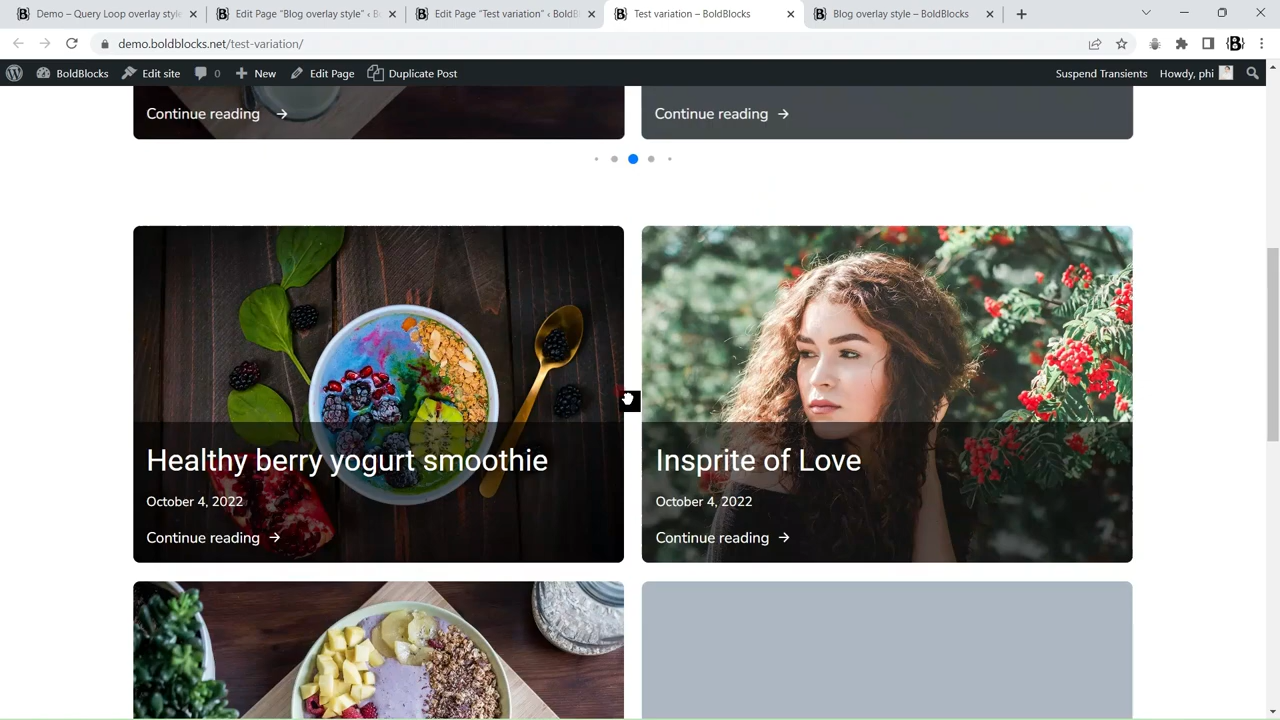 Demo – Query Loop overlay style
Edit Page “Blog overlay style” ‹ B
Edit Page “Test variation” ‹ BoldB
Test variation – BoldBlocks
Blog overlay style – BoldBlocks
demo.boldblocks.net/test-variation/
BoldBlocks
Edit site
0
New
Edit Page
Duplicate Post
Suspend Transients
Howdy, phi
Continue reading →
Continue reading →
Healthy berry yogurt smoothie
October 4, 2022
Continue reading →
Insprite of Love
October 4, 2022
Continue reading →